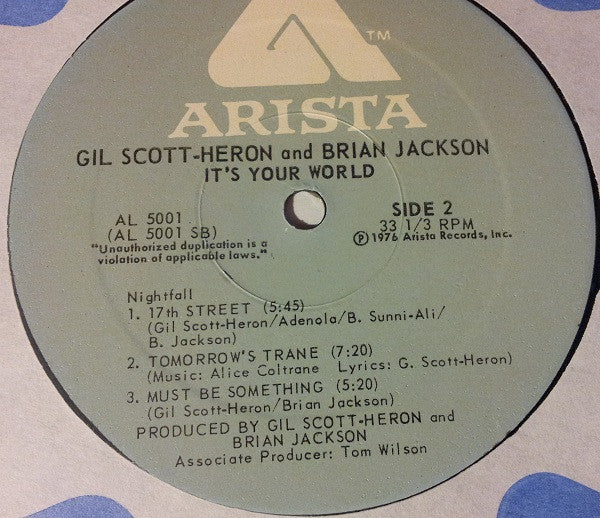 TM
ARISTA
GIL SCOTT-HERON and BRIAN JACKSON
IT'S YOUR WORLD
AL 5001
(AL 5001 SB)
"Unauthorized duplication is a
violation of applicable laws."
SIDE 2
33 1/3 RPM
Ⓟ 1976 Arista Records, Inc.
Nightfall
1. 17th STREET (5:45)
(Gil Scott-Heron/Adenola/B. Sunni-Ali/
B. Jackson)
2. TOMORROW'S TRANE (7:20)
(Music: Alice Coltrane Lyrics: G. Scott-Heron)
3. MUST BE SOMETHING (5:20)
(Gil Scott-Heron/Brian Jackson)
PRODUCED BY GIL SCOTT-HERON and
BRIAN JACKSON
Associate Producer: Tom Wilson